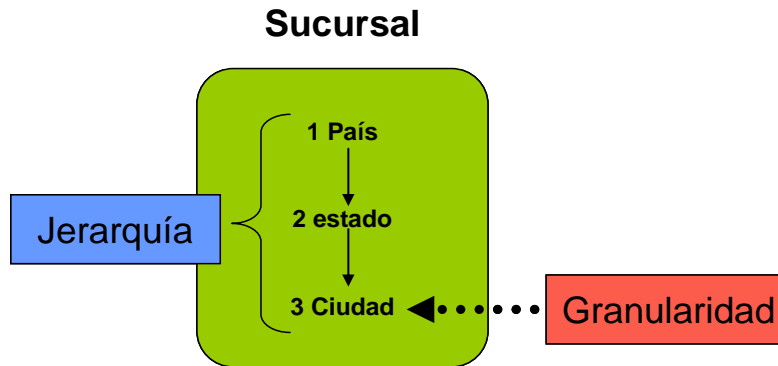 Sucursal
1 País
2 estado
Jerarquía
3 Ciudad
Granularidad